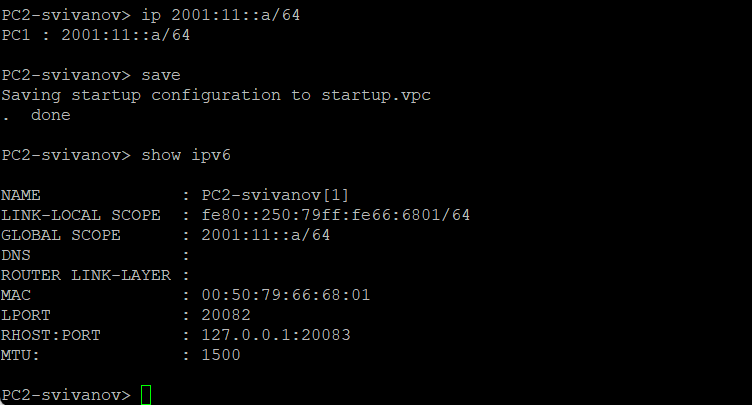 PC2-svivanov> ip 2001:11::a/64
PC1 : 2001:11::a/64
PC2-svivanov> save
Saving startup configuration to startup.vpc
.  done
PC2-svivanov> show ipv6
NAME              : PC2-svivanov[1]
LINK-LOCAL SCOPE  : fe80::250:79ff:fe66:6801/64
GLOBAL SCOPE      : 2001:11::a/64
DNS               :
ROUTER LINK-LAYER :
MAC               : 00:50:79:66:68:01
LPORT             : 20082
RHOST:PORT        : 127.0.0.1:20083
MTU:              : 1500
PC2-svivanov>